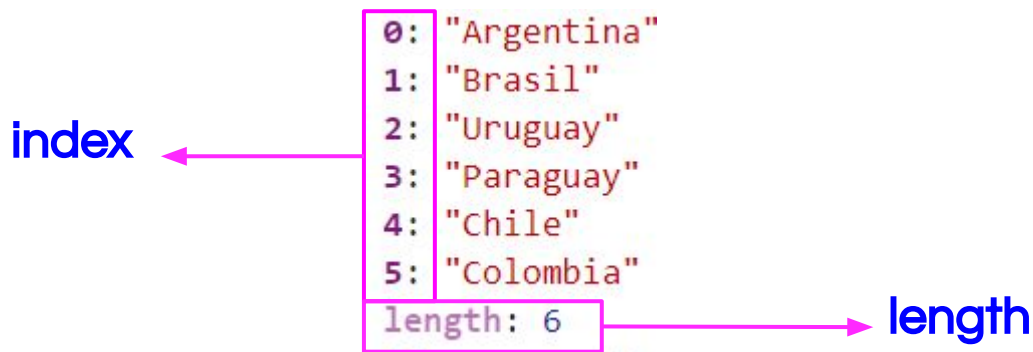 0: "Argentina"
1: "Brasil"
index
2: "Uruguay"
3: "Paraguay"
4: "Chile"
5: "Colombia"
length: 6
length